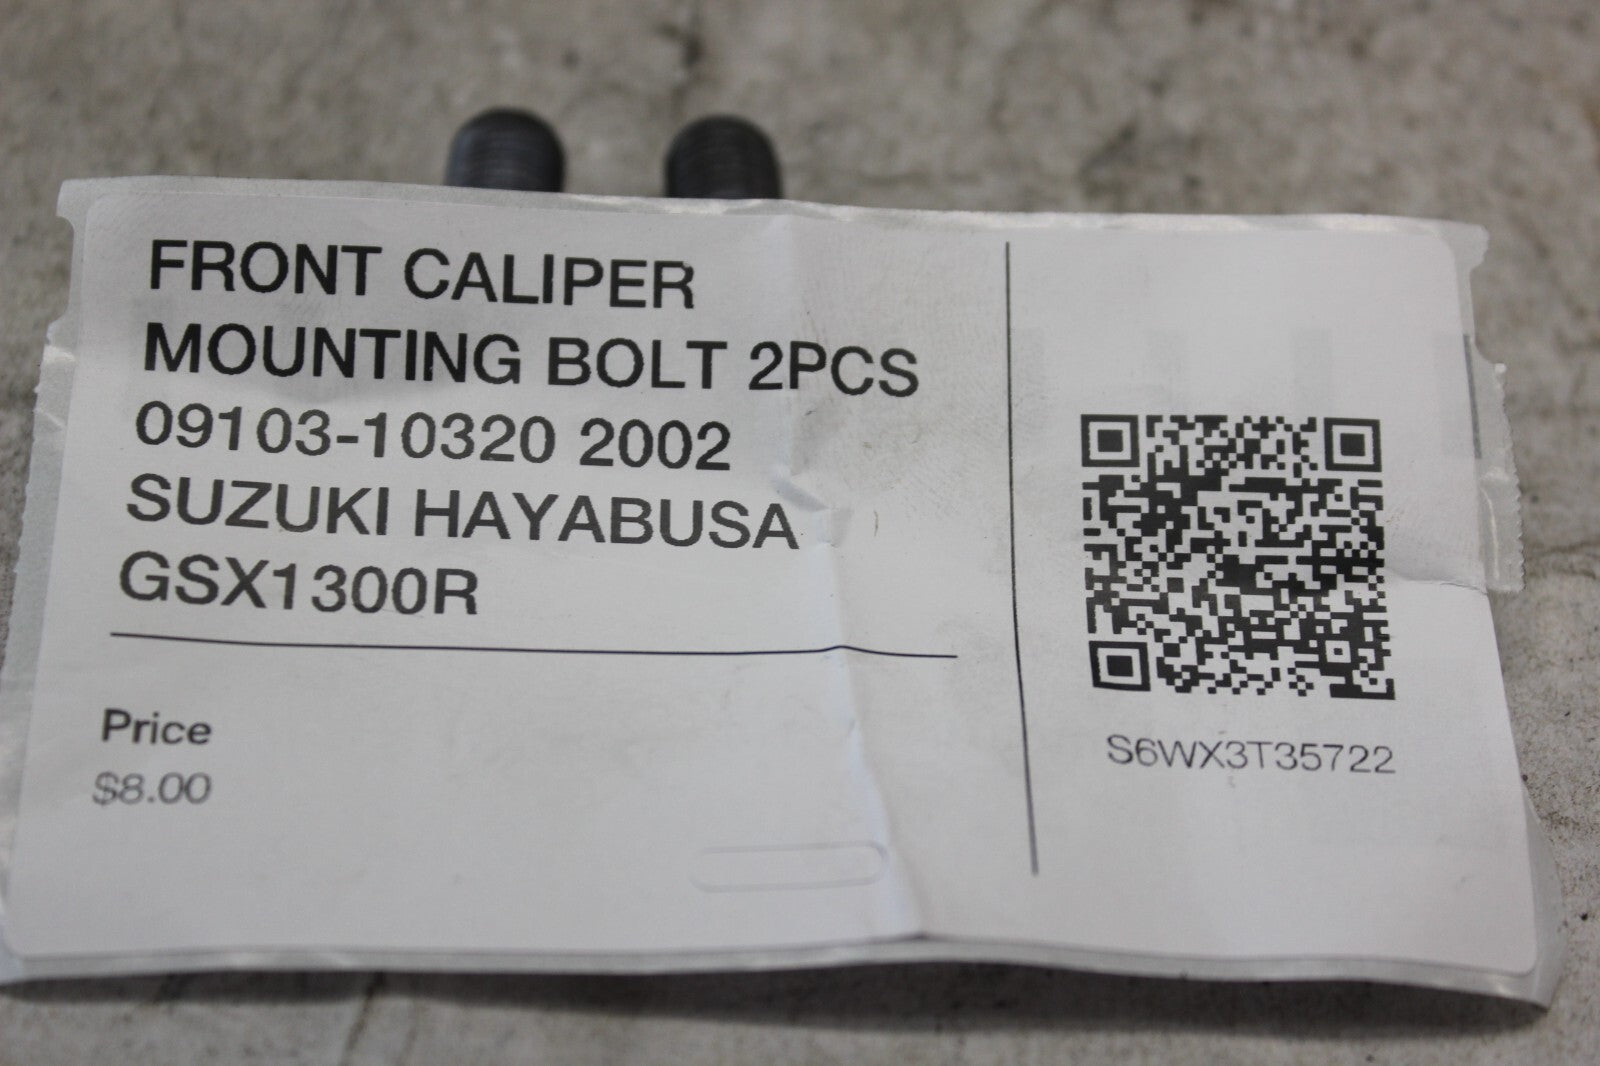 FRONT CALIPER
MOUNTING BOLT 2PCS
09103-10320 2002
SUZUKI HAYABUSA
GSX1300R
Price
$8.00
S6WX3T35722